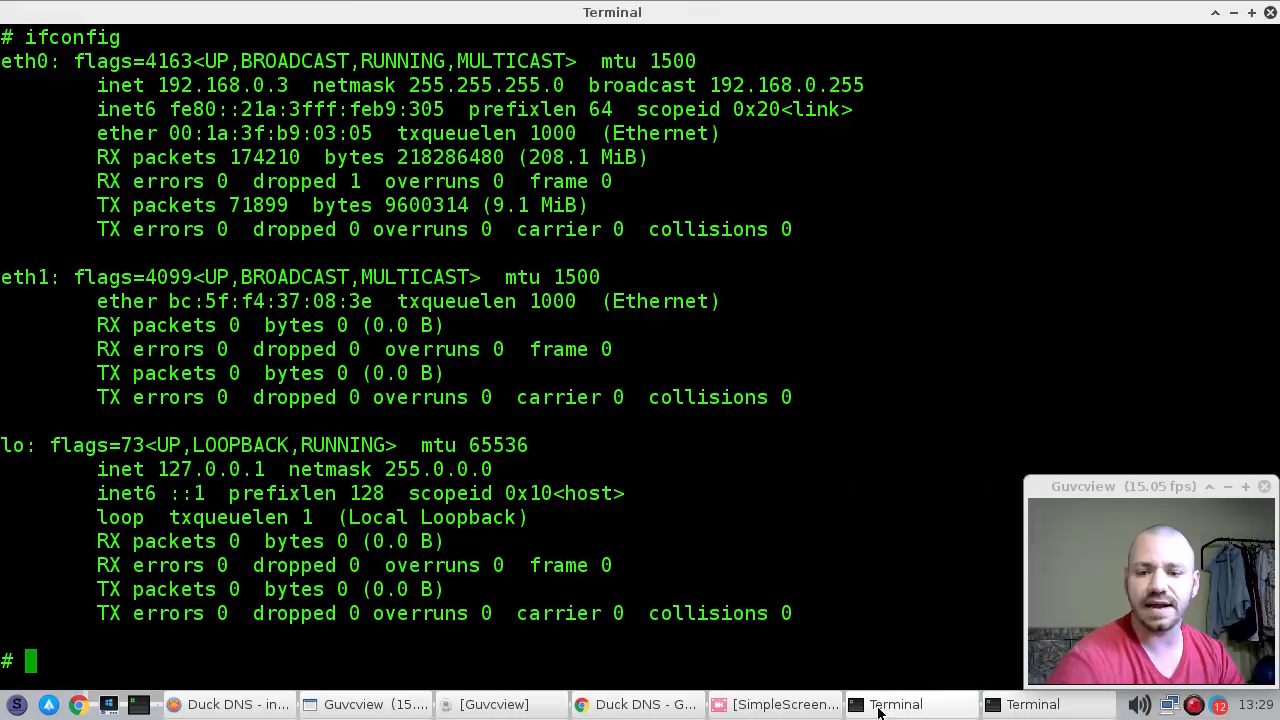 Terminal
# ifconfig
eth0: flags=4163<UP,BROADCAST,RUNNING,MULTICAST>  mtu 1500
inet 192.168.0.3  netmask 255.255.255.0  broadcast 192.168.0.255
inet6 fe80::21a:3fff:feb9:305  prefixlen 64  scopeid 0x20<link>
ether 00:1a:3f:b9:03:05  txqueuelen 1000  (Ethernet)
RX packets 174210  bytes 218286480 (208.1 MiB)
RX errors 0  dropped 1  overruns 0  frame 0
TX packets 71899  bytes 9600314 (9.1 MiB)
TX errors 0  dropped 0 overruns 0  carrier 0  collisions 0
eth1: flags=4099<UP,BROADCAST,MULTICAST>  mtu 1500
ether bc:5f:f4:37:08:3e  txqueuelen 1000  (Ethernet)
RX packets 0  bytes 0 (0.0 B)
RX errors 0  dropped 0  overruns 0  frame 0
TX packets 0  bytes 0 (0.0 B)
TX errors 0  dropped 0 overruns 0  carrier 0  collisions 0
lo: flags=73<UP,LOOPBACK,RUNNING>  mtu 65536
inet 127.0.0.1  netmask 255.0.0.0
inet6 ::1  prefixlen 128  scopeid 0x10<host>
loop  txqueuelen 1  (Local Loopback)
RX packets 0  bytes 0 (0.0 B)
RX errors 0  dropped 0  overruns 0  frame 0
TX packets 0  bytes 0 (0.0 B)
TX errors 0  dropped 0 overruns 0  carrier 0  collisions 0
#
Guvcview (15.05 fps)
Duck DNS - in...
Guvcview (15....
[Guvcview]
Duck DNS - G...
[SimpleScreen...
Terminal
Terminal
12
13:29